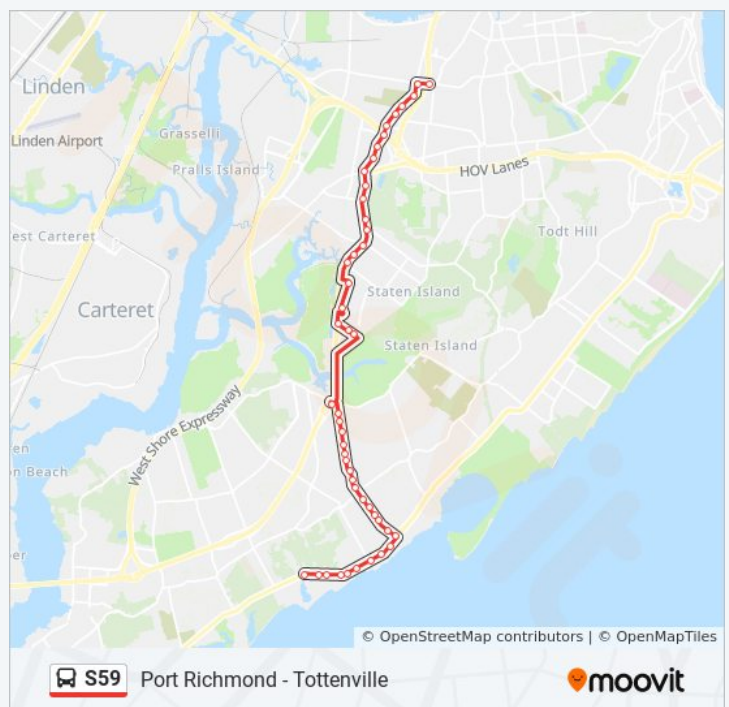 Linden
Grasselli
Linden Airport
Pralls Island
HOV Lanes
est Carteret
Todt Hill
Staten Island
Carteret
Staten Island
West Shore Expressway
en
on Beach
er
© OpenStreetMap contributors | © OpenMapTiles
S59 Port Richmond - Tottenville
moovit